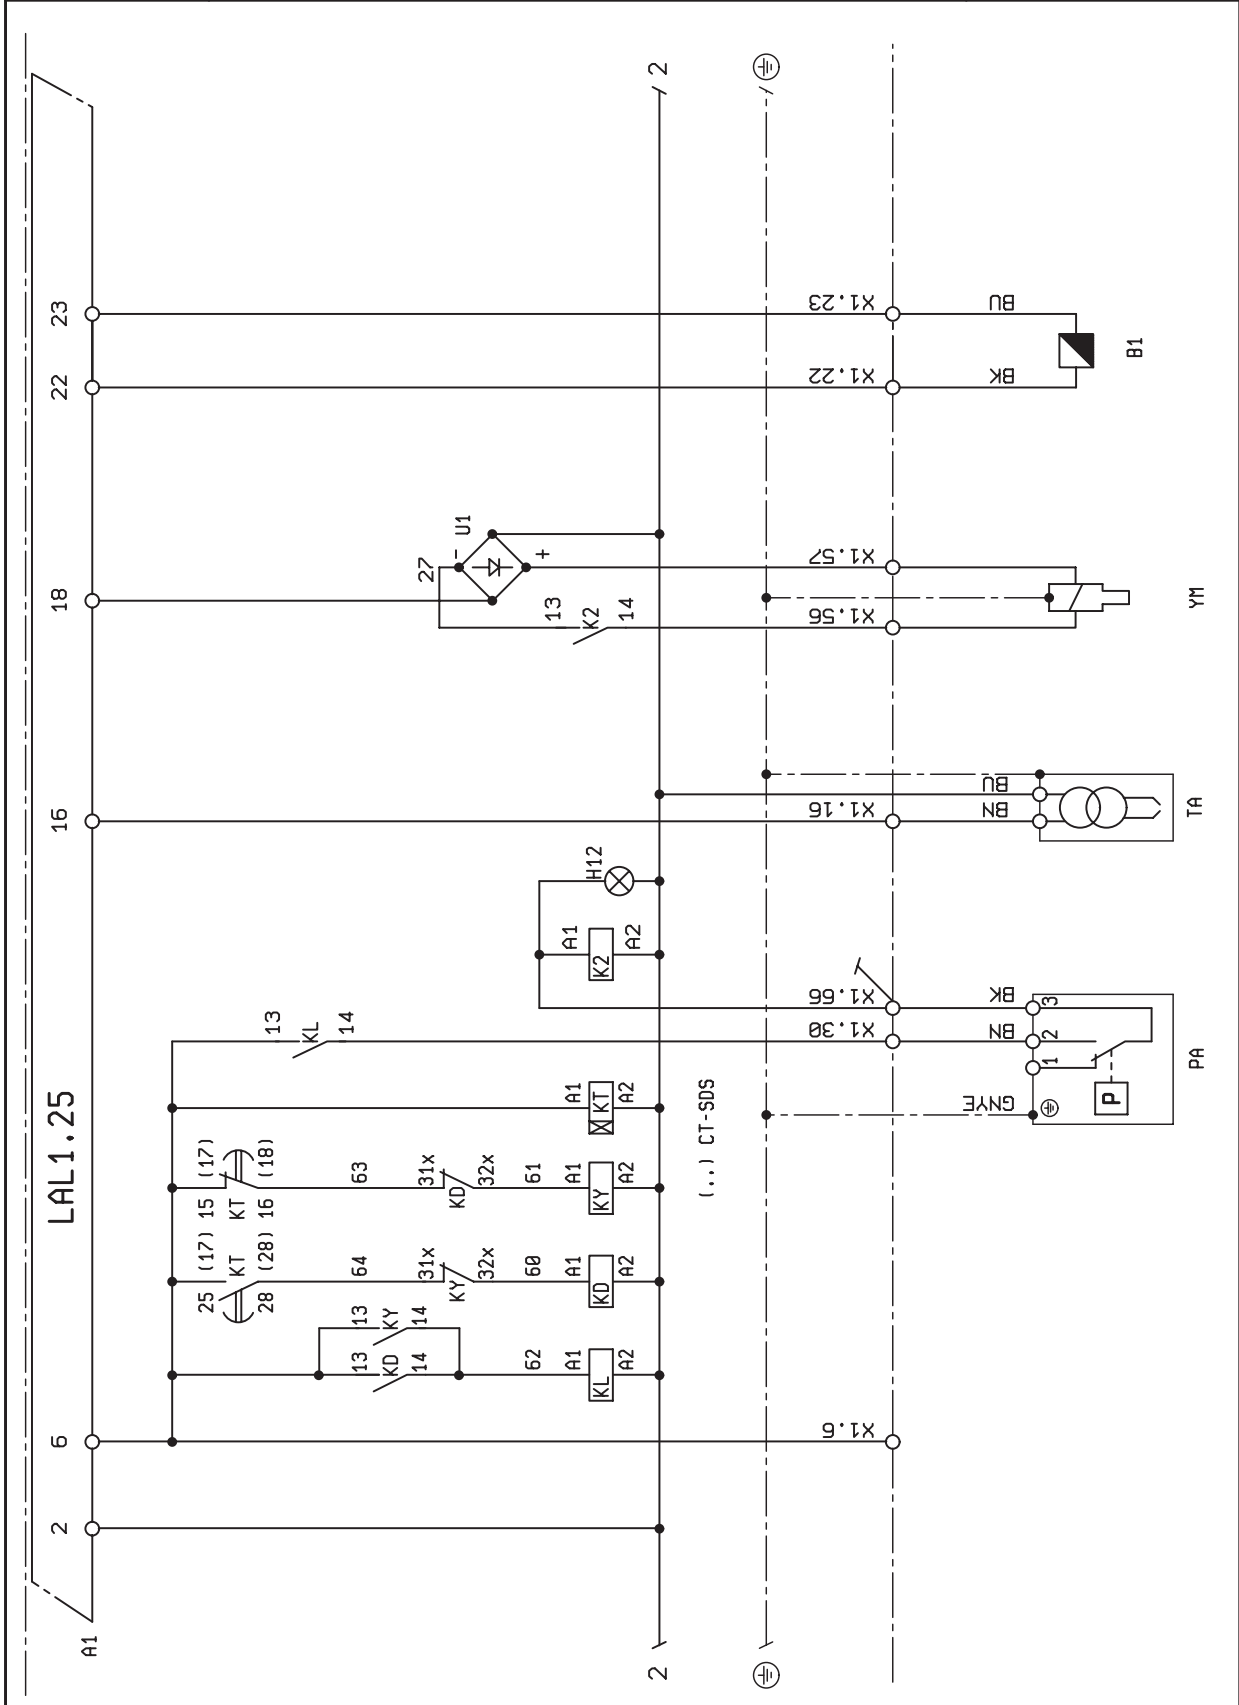 A1
LAL1.25
2
6
16
18
22
23
15
(17)
KT
16
(18)
25
(17)
KT
28
(28)
13
KL
14
63
64
31x
KD
32x
31x
KY
32x
13
KY
14
13
KD
14
61
60
62
A1
KT
A2
A1
KY
A2
A1
KD
A2
A1
KL
A2
A1
K2
A2
H12
27
-
U1
+
13
K2
14
2
2
(..) CT-SDS
X1.6
X1.30
X1.66
X1.16
X1.56
X1.57
X1.22
X1.23
GNYE
BN
BK
BN
BU
BK
BU
1
2
3
P
PA
TA
YM
B1